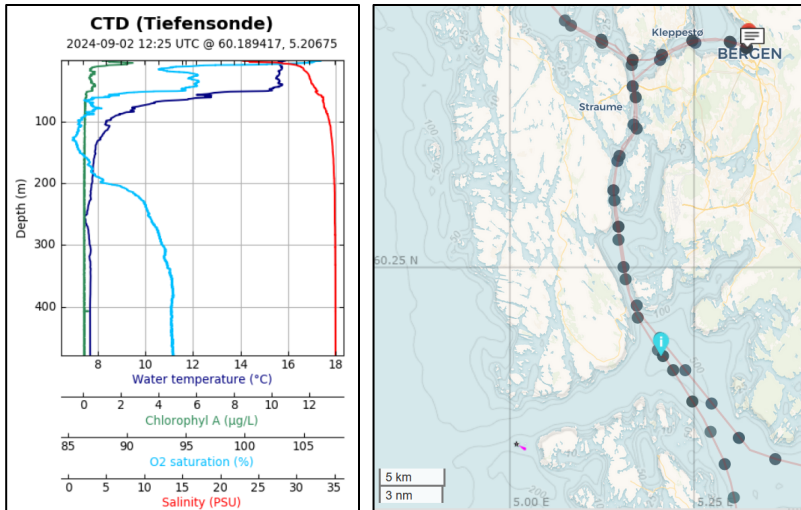 CTD (Tiefensonde)
2024-09-02 12:25 UTC @ 60.189417, 5.20675
100
200
300
400
Depth (m)
8 10 12 14 16 18
Water temperature (°C)
0 2 4 6 8 10 12
Chlorophyll A (µg/L)
85 90 95 100 105
O2 saturation (%)
0 5 10 15 20 25 30 35
Salinity (PSU)
Kleppestø
BERGEN
Straume
60.25 N
i
5 km
3 nm
5.00 E
5.25 E